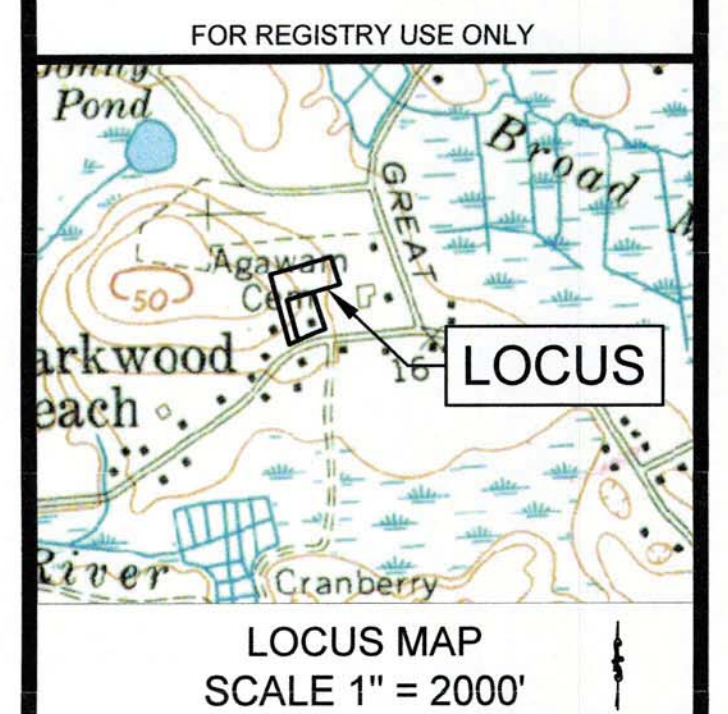 FOR REGISTRY USE ONLY
Pond
Broad M
GREAT
Agawam
Cem
50
arkwood
each
16
LOCUS
River
Cranberry
LOCUS MAP
SCALE 1" = 2000'